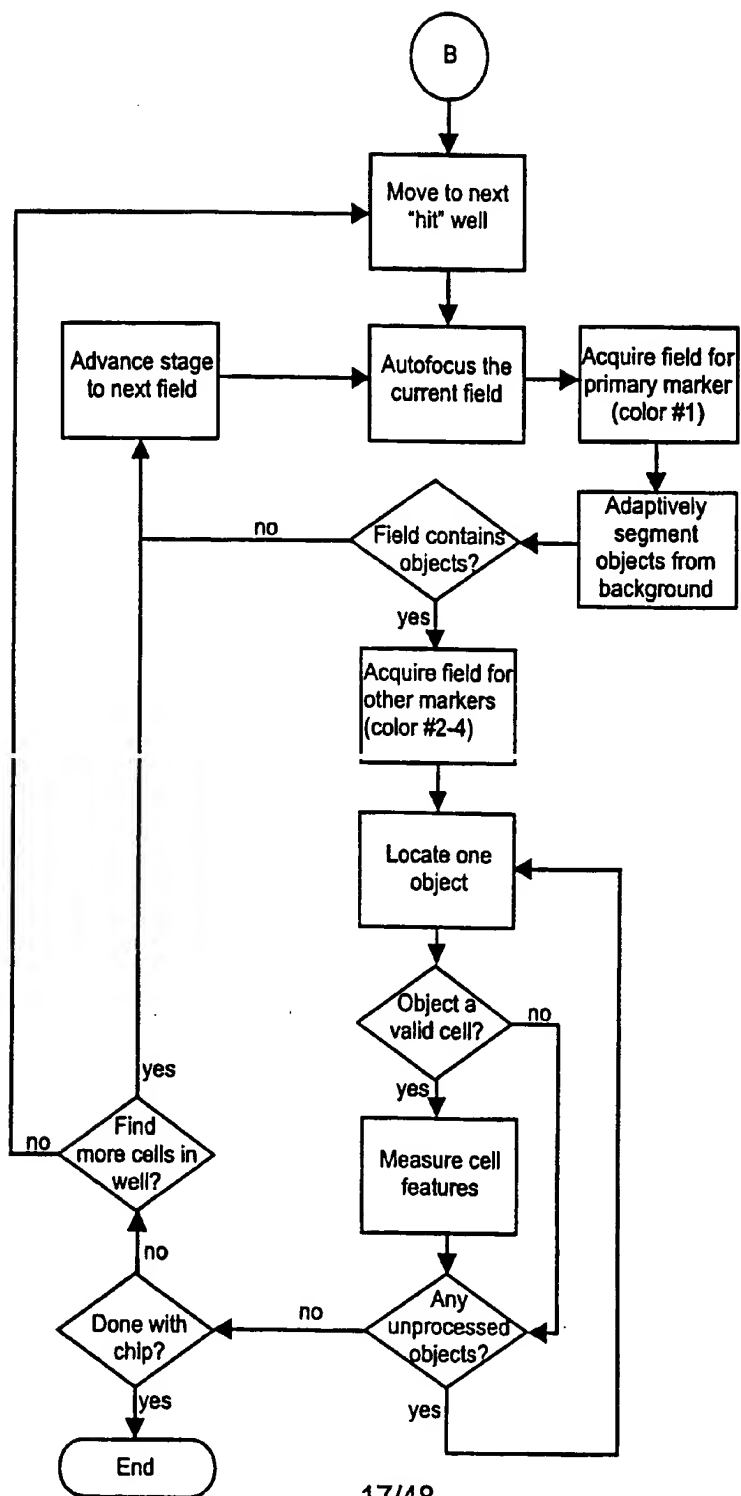 B
Move to next
"hit" well
Advance stage
to next field
Autofocus the
current field
Acquire field for
primary marker
(color #1)
Adaptively
segment
objects from
background
Field contains
objects?
no
yes
Acquire field for
other markers
(color #2-4)
Locate one
object
Object a
valid cell?
no
yes
Measure cell
features
Any
unprocessed
objects?
yes
no
Find
more cells in
well?
yes
no
Done with
chip?
no
yes
End
17/48